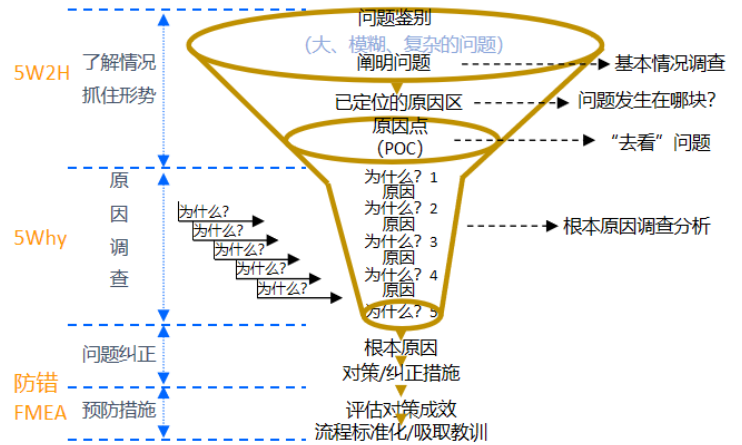 问题鉴别
(大、模糊、复杂的问题)
阐明问题
基本情况调查
5W2H
了解情况
抓住形势
已定位的原因区
问题发生在哪块?
原因点
(POC)
“去看”问题
5Why
原
因
调
查
为什么?
为什么?
为什么?
为什么?
为什么?
为什么? 1
原因
为什么? 2
原因
为什么? 3
原因
为什么? 4
原因
为什么? 5
根本原因调查分析
防错
FMEA
问题纠正
根本原因
对策/纠正措施
预防措施
评估对策成效
流程标准化/吸取教训